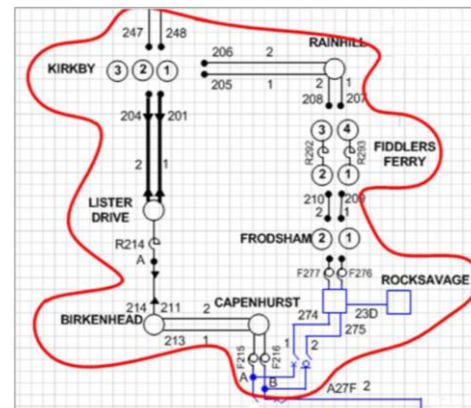 247 248
206 2
RAINHILL
KIRKBY 3 2 1
205 1
2 1
208 207
204 201
3 4
R292 R293
FIDDLERS
FERRY
2 1
2 1
210 209
2 1
LISTER
DRIVE
FRODSHAM 2 1
R214
A
F277 F276
ROCKSAVAGE
274 23D
275
214 211 2
CAPENHURST
BIRKENHEAD
213 1
1 2
F215 F216
A B
A27F 2